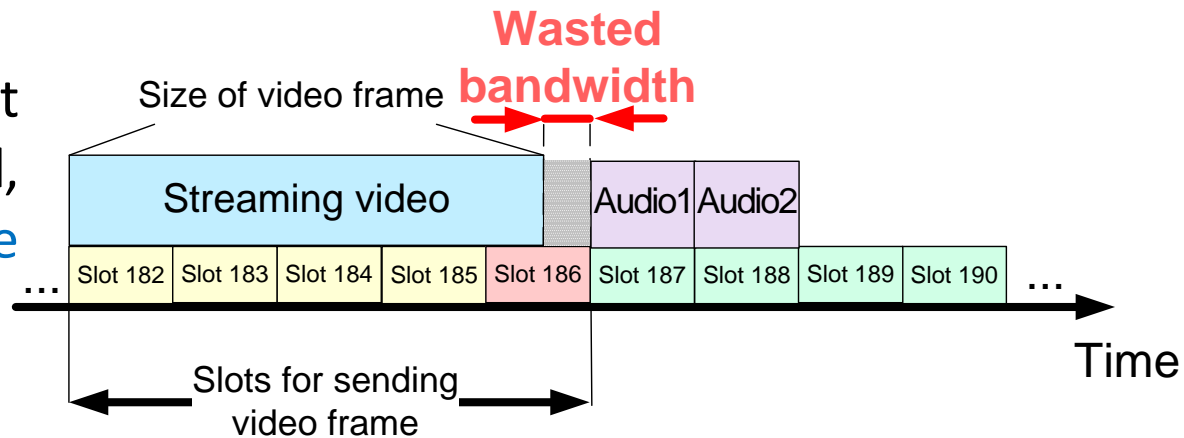 Wasted
bandwidth
Size of video frame
t
l,
e
Streaming video
Audio1 Audio2
... Slot 182 Slot 183 Slot 184 Slot 185 Slot 186 Slot 187 Slot 188 Slot 189 Slot 190 ...
Time
Slots for sending
video frame